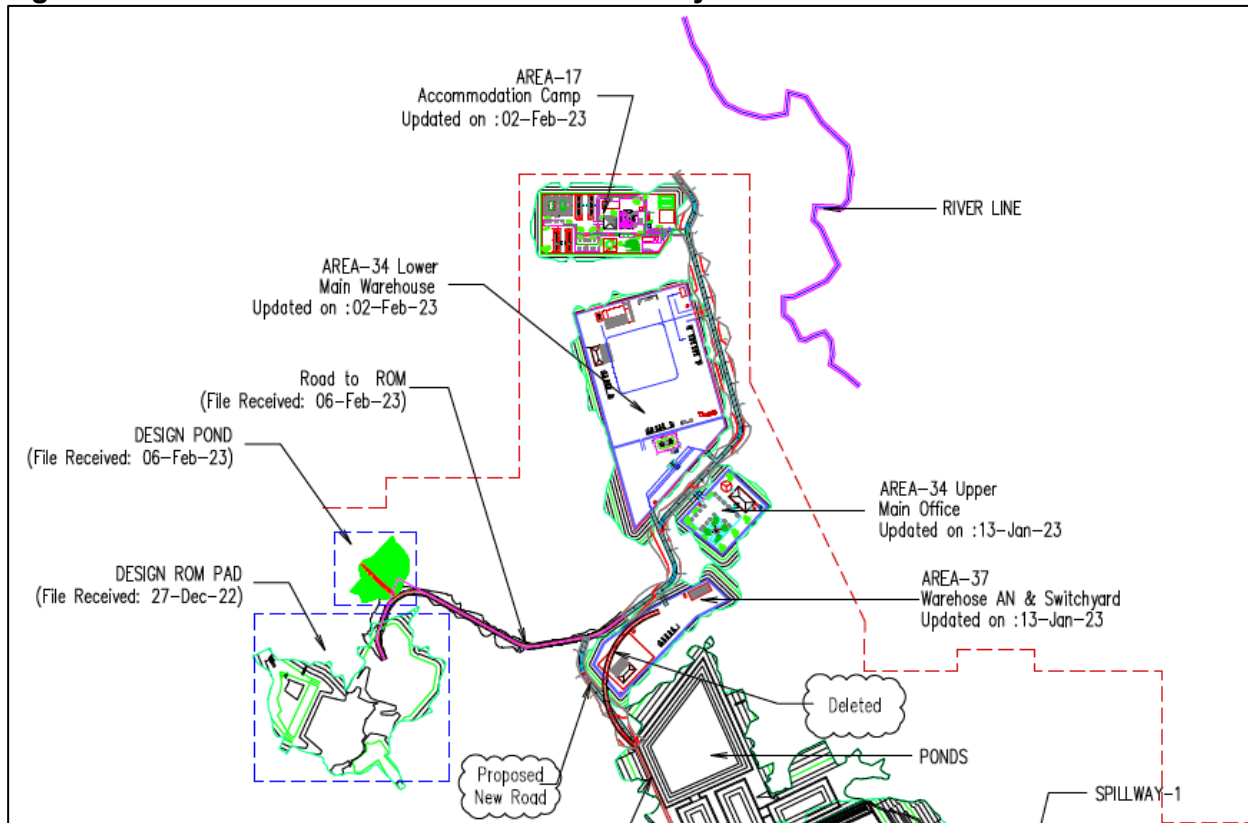 AREA-17
Accommodation Camp
Updated on :02-Feb-23
RIVER LINE
AREA-34 Lower
Main Warehouse
Updated on :02-Feb-23
Road to ROM
(File Received: 06-Feb-23)
DESIGN POND
(File Received: 06-Feb-23)
AREA-34 Upper
Main Office
Updated on :13-Jan-23
DESIGN ROM PAD
(File Received: 27-Dec-22)
AREA-37
Warehose AN & Switchyard
Updated on :13-Jan-23
Deleted
PONDS
Proposed
New Road
SPILLWAY-1